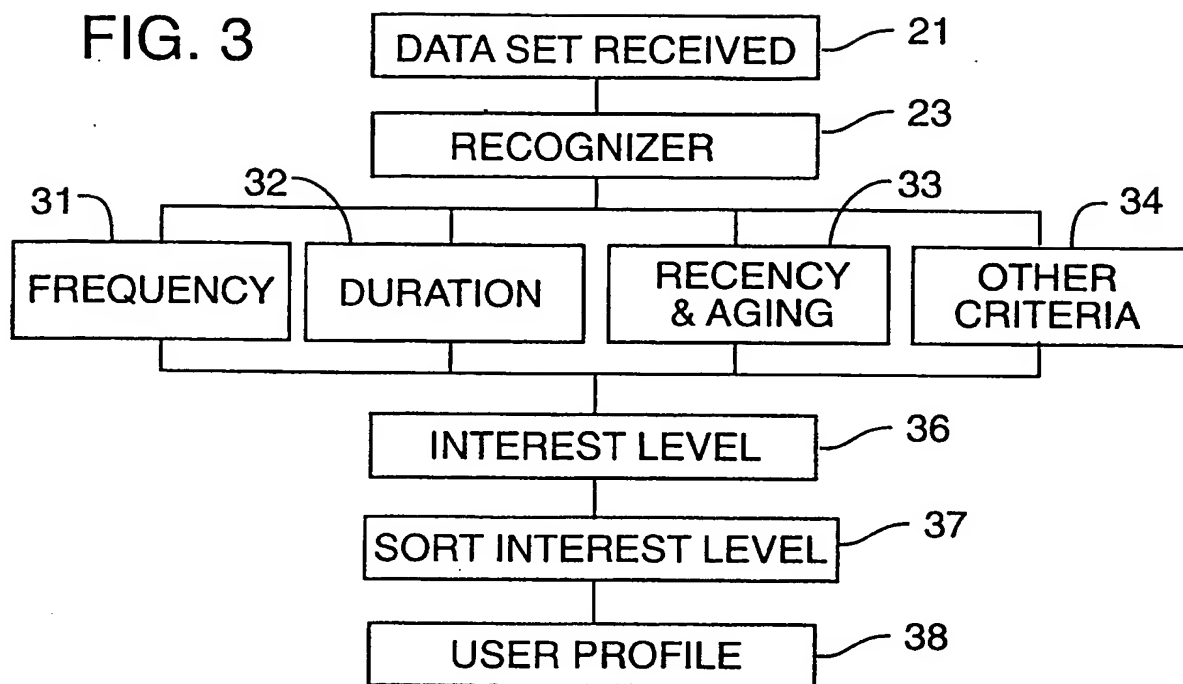 FIG. 3
DATA SET RECEIVED
21
RECOGNIZER
23
31
32
33
34
FREQUENCY
DURATION
RECENCY
& AGING
OTHER
CRITERIA
INTEREST LEVEL
36
SORT INTEREST LEVEL
37
USER PROFILE
38